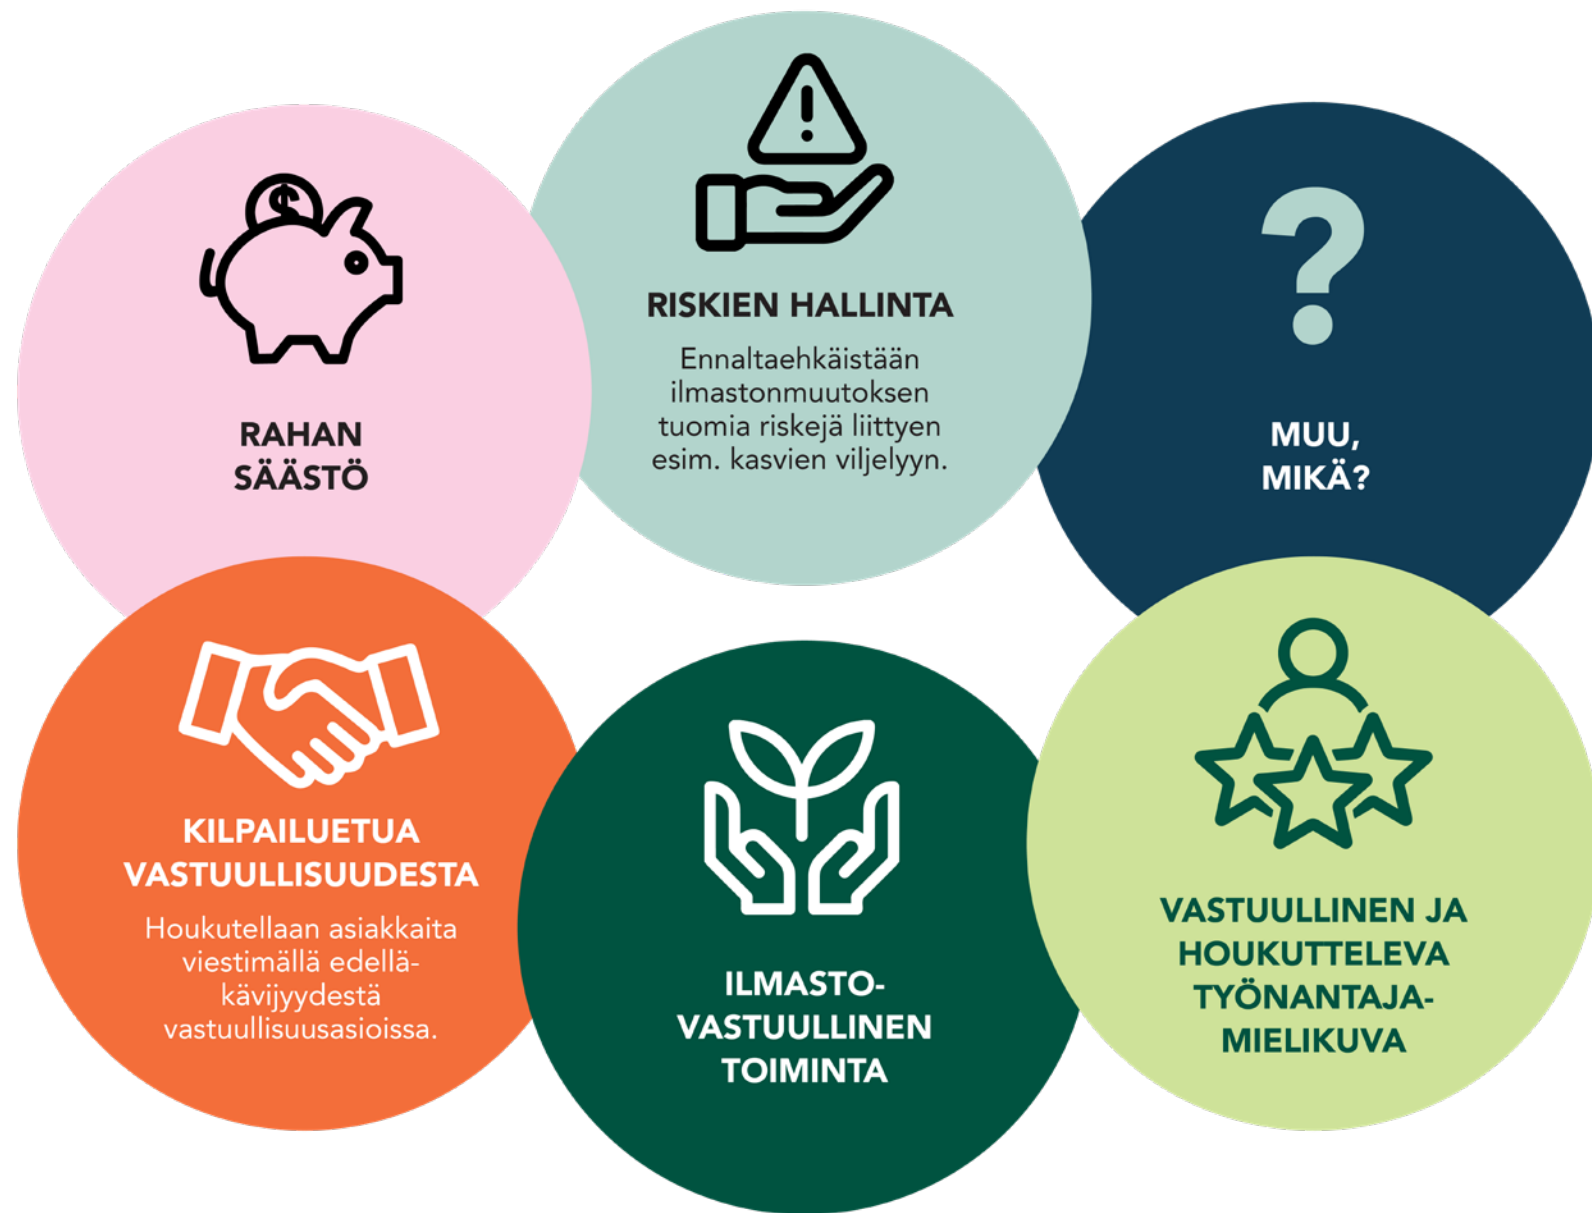 RAHAN
SÄÄSTÖ
$
RISKIEN HALLINTA
Ennaltaehkäistään
ilmastonmuutoksen
tuomia riskejä liittyen
esim. kasvien viljelyyn.
?
MUU,
MIKÄ?
KILPAILUETUA
VASTUULLISUUDESTA
Houkutellaan asiakkaita
viestimällä edellä-
kävijyydestä
vastuullisuusasioissa.
ILMASTO-
VASTUULLINEN
TOIMINTA
VASTUULLINEN JA
HOUKUTTELEVA
TYÖNANTAJA-
MIELIKUVA